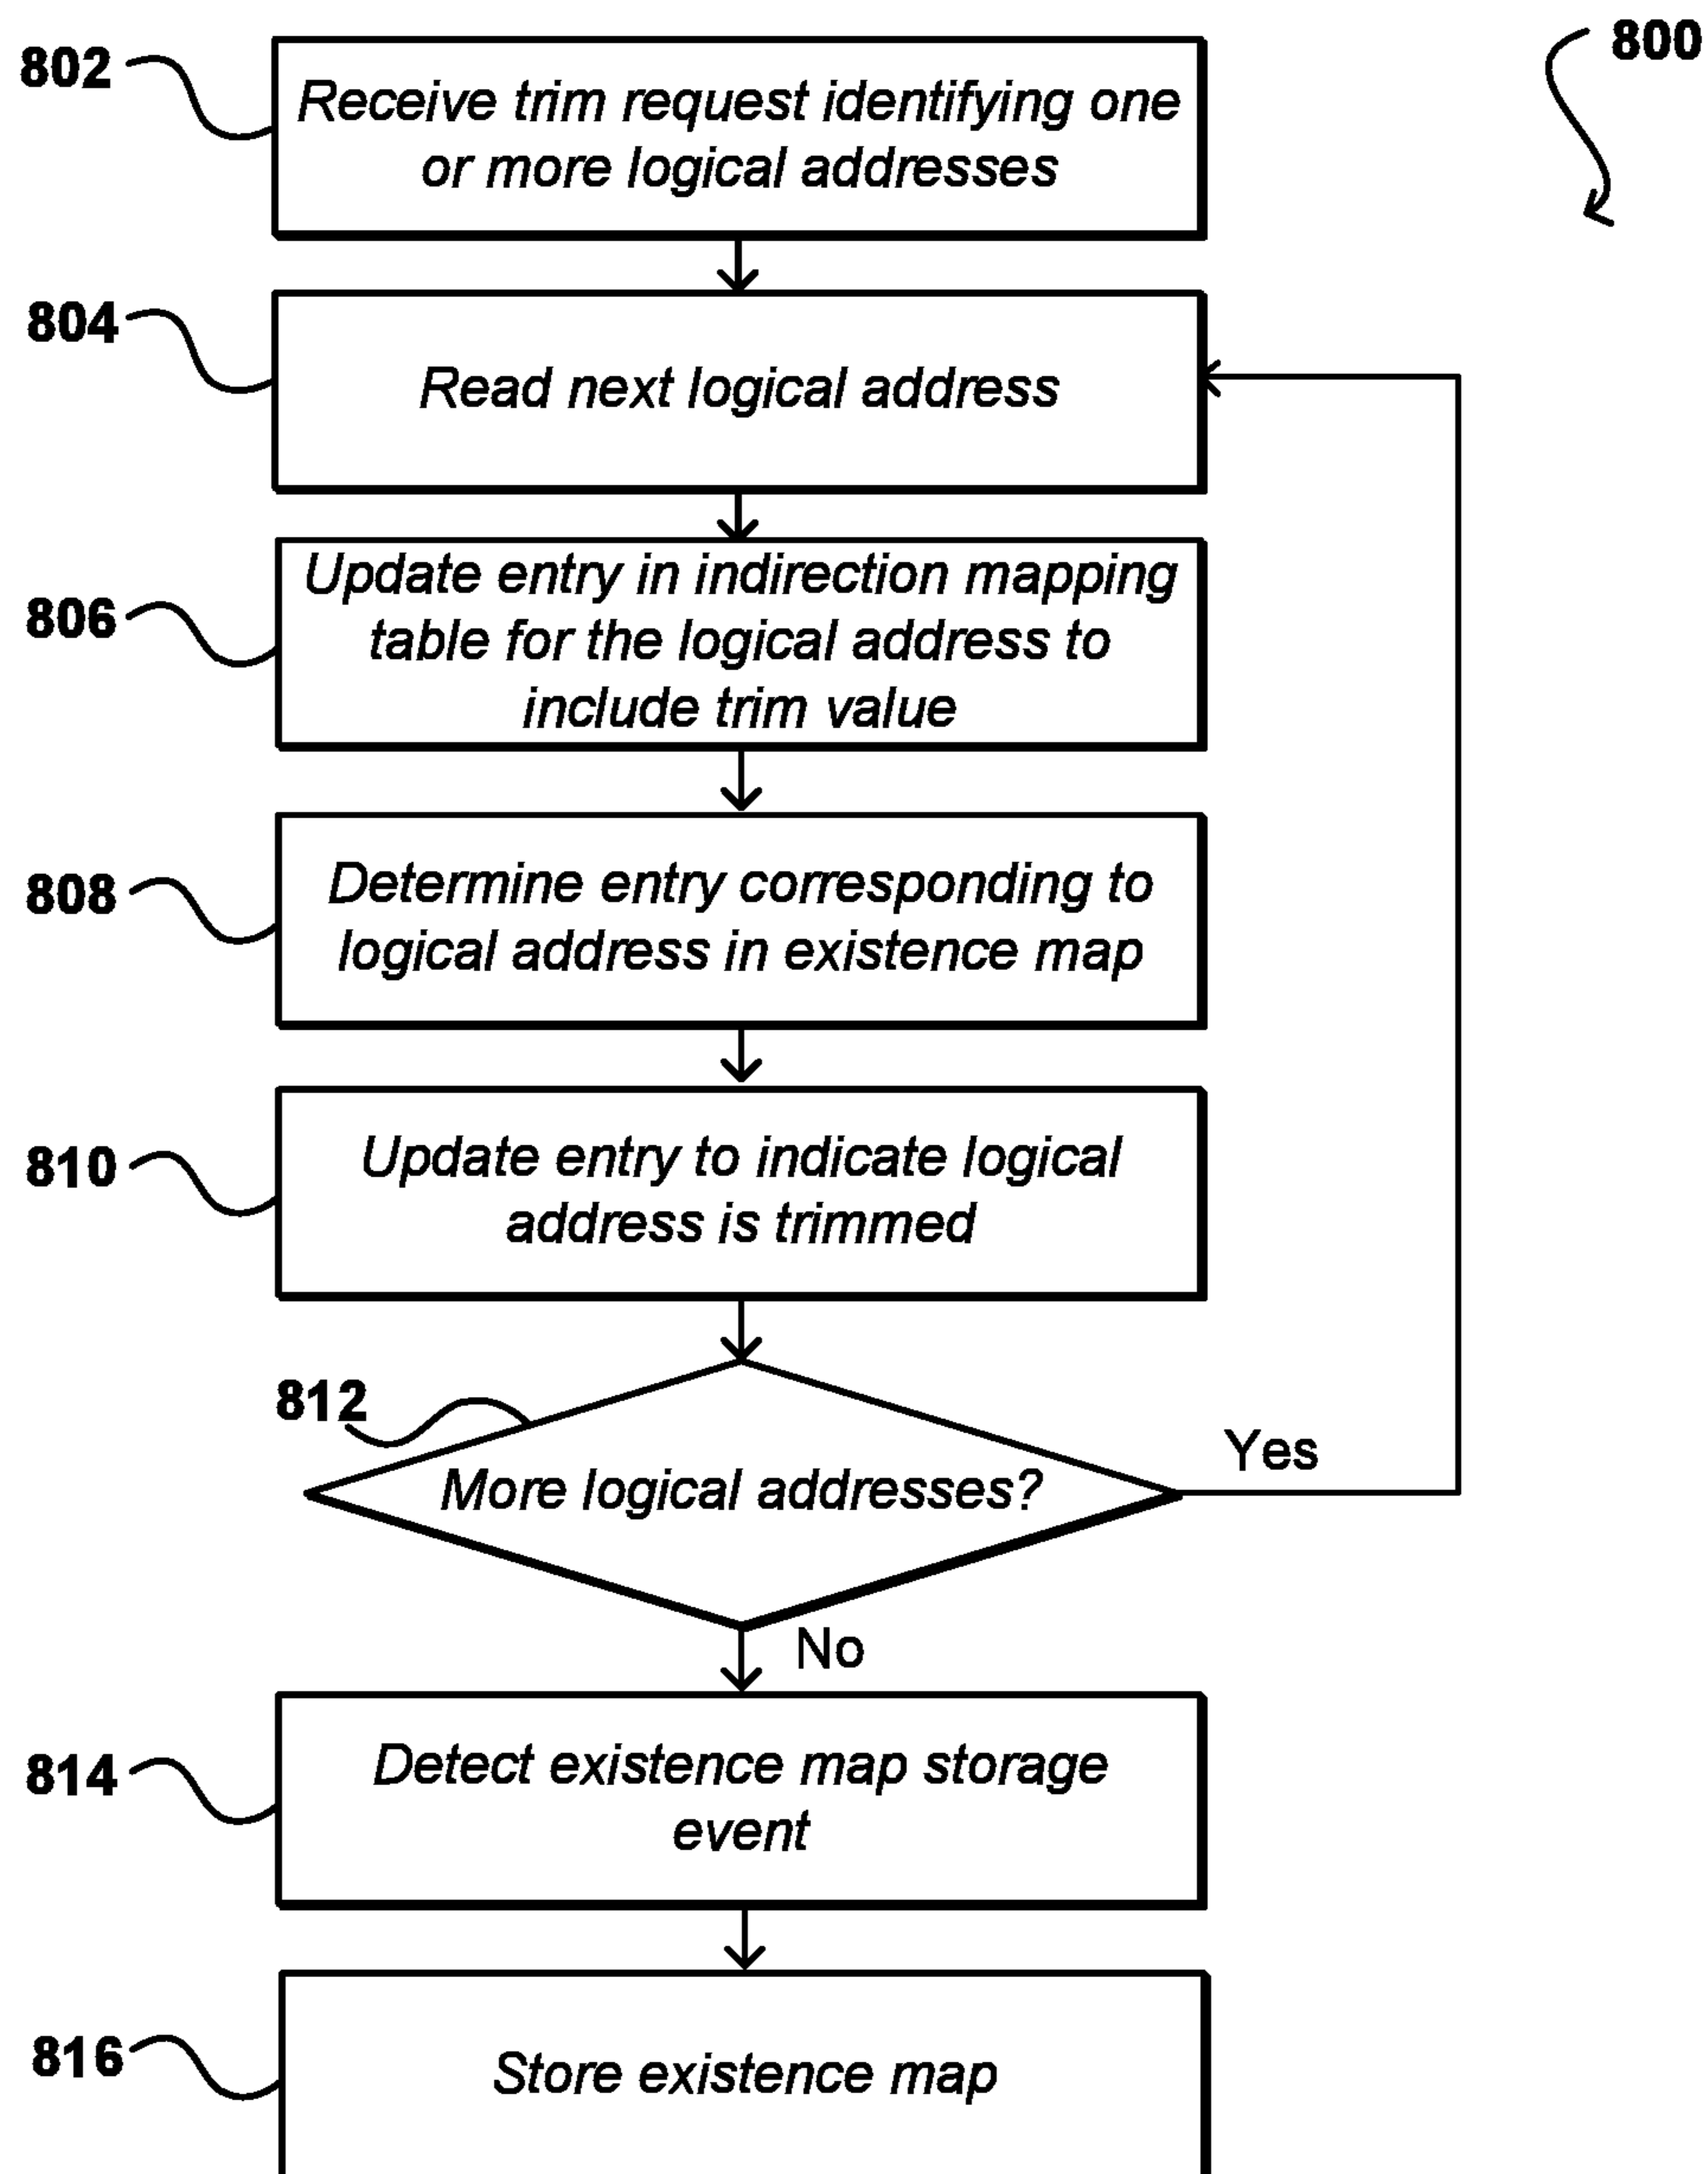 800
802
Receive trim request identifying one
or more logical addresses
804
Read next logical address
806
Update entry in indirection mapping
table for the logical address to
include trim value
808
Determine entry corresponding to
logical address in existence map
810
Update entry to indicate logical
address is trimmed
812
More logical addresses?
Yes
No
814
Detect existence map storage
event
816
Store existence map